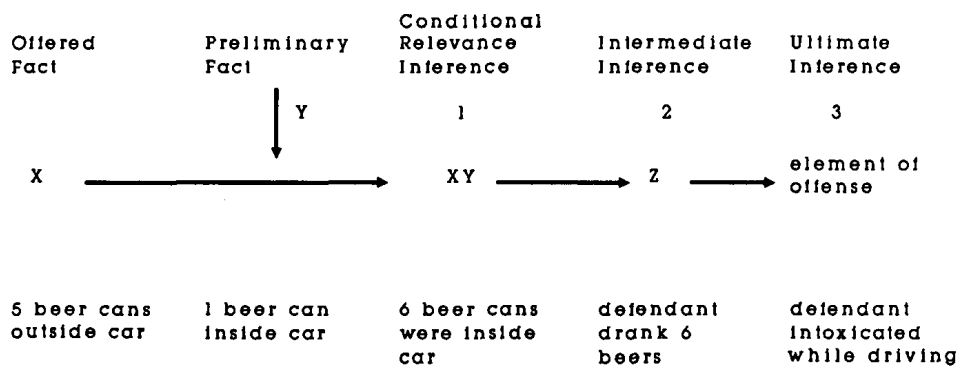 Offered
Fact
Preliminary
Fact
Conditional
Relevance
Inference
Intermediate
Inference
Ultimate
Inference
Y
1
2
3
X
XY
Z
element of
offense
5 beer cans
outside car
1 beer can
inside car
6 beer cans
were inside
car
defendant
drank 6
beers
defendant
intoxicated
while driving